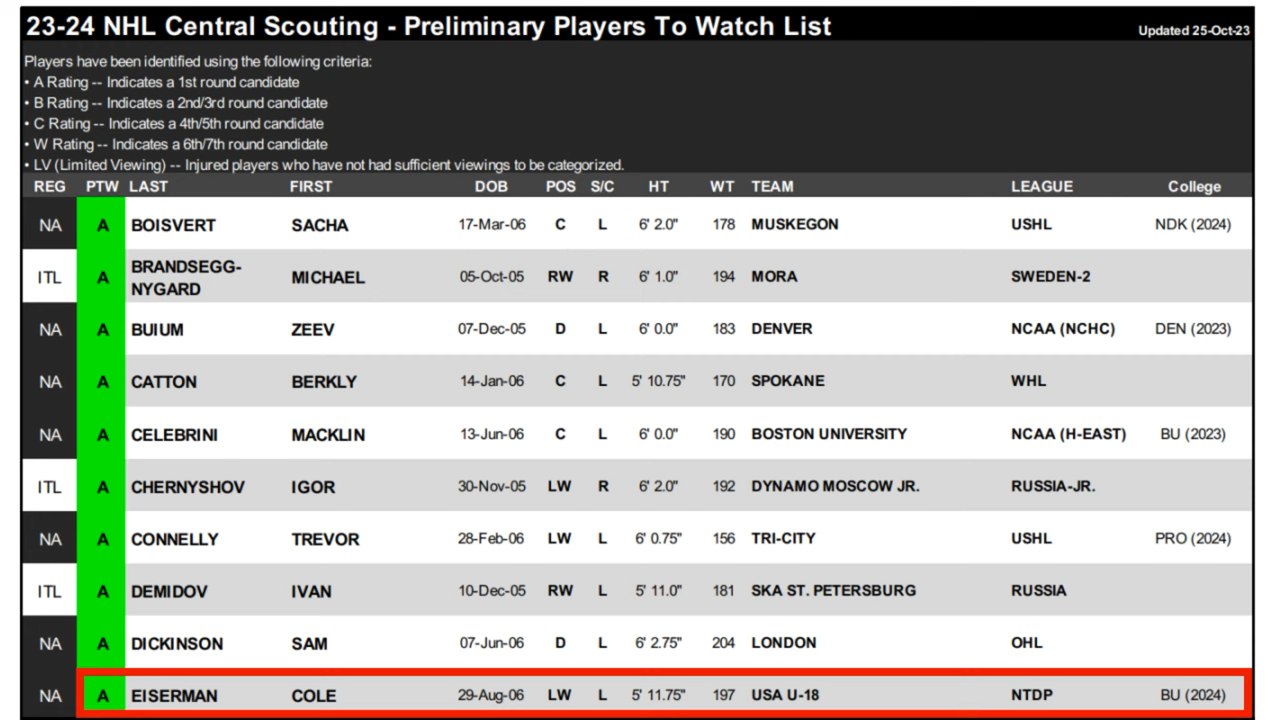 23-24 NHL Central Scouting - Preliminary Players To Watch List Updated 25-Oct-23
Players have been identified using the following criteria:
• A Rating -- Indicates a 1st round candidate
• B Rating -- Indicates a 2nd/3rd round candidate
• C Rating -- Indicates a 4th/5th round candidate
• W Rating -- Indicates a 6th/7th round candidate
• LV (Limited Viewing) -- Injured players who have not had sufficient viewings to be categorized.
REG PTW LAST FIRST DOB POS S/C HT WT TEAM LEAGUE College
NA A BOISVERT SACHA 17-Mar-06 C L 6' 2.0" 178 MUSKEGON USHL NDK (2024)
ITL A BRANDSEGG-NYGARD MICHAEL 05-Oct-05 RW R 6' 1.0" 194 MORA SWEDEN-2
NA A BUIUM ZEEV 07-Dec-05 D L 6' 0.0" 183 DENVER NCAA (NCHC) DEN (2023)
NA A CATTON BERKLY 14-Jan-06 C L 5' 10.75" 170 SPOKANE WHL
NA A CELEBRINI MACKLIN 13-Jun-06 C L 6' 0.0" 190 BOSTON UNIVERSITY NCAA (H-EAST) BU (2023)
ITL A CHERNYSHOV IGOR 30-Nov-05 LW R 6' 2.0" 192 DYNAMO MOSCOW JR. RUSSIA-JR.
NA A CONNELLY TREVOR 28-Feb-06 LW L 6' 0.75" 156 TRI-CITY USHL PRO (2024)
ITL A DEMIDOV IVAN 10-Dec-05 RW L 5' 11.0" 181 SKA ST. PETERSBURG RUSSIA
NA A DICKINSON SAM 07-Jun-06 D L 6' 2.75" 204 LONDON OHL
NA A EISERMAN COLE 29-Aug-06 LW L 5' 11.75" 197 USA U-18 NTDP BU (2024)